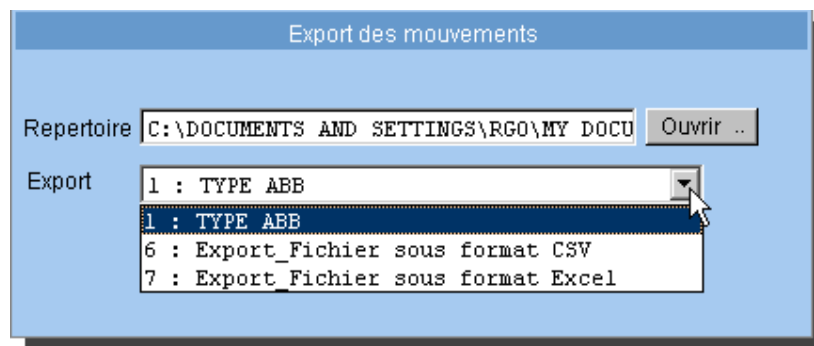 Export des mouvements
Repertoire C:\DOCUMENTS AND SETTINGS\RGO\MY DOCU Ouvrir ..
Export 1 : TYPE ABB
1 : TYPE ABB
6 : Export_Fichier sous format CSV
7 : Export_Fichier sous format Excel